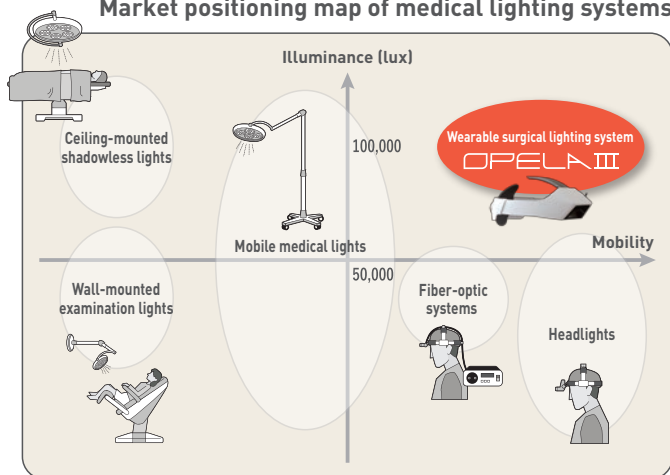 Market positioning map of medical lighting systems
Illuminance (lux)
Ceiling-mounted
shadowless lights
100,000
Wearable surgical lighting system
OPELA III
Mobile medical lights
Mobility
50,000
Wall-mounted
examination lights
Fiber-optic
systems
Headlights